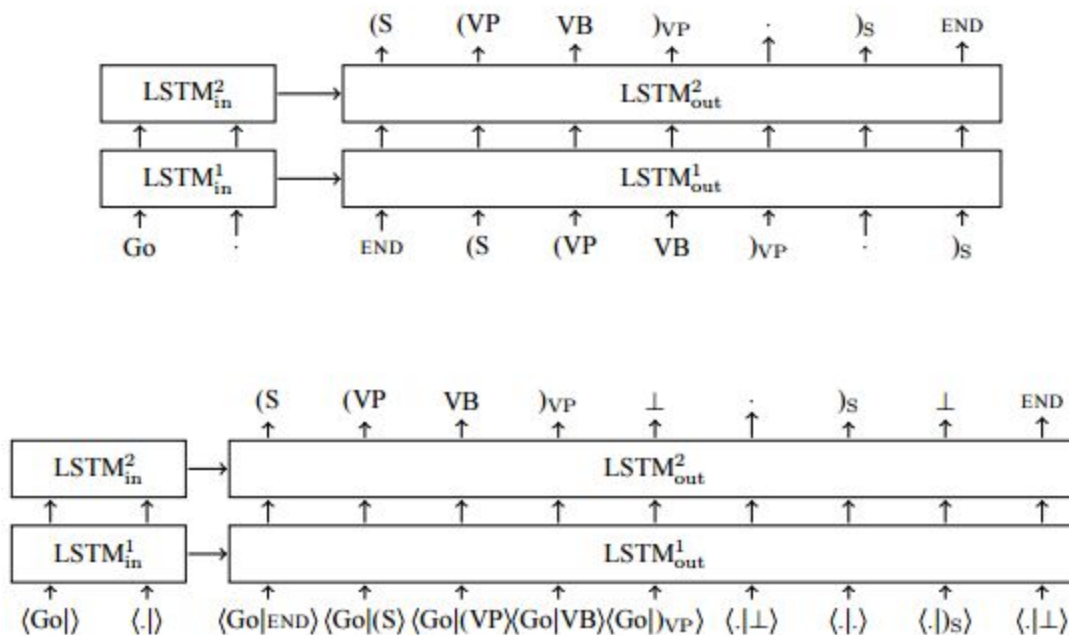 (S (VP VB )VP . )S END
LSTM²in LSTM²out
LSTM¹in LSTM¹out
Go . END (S (VP VB )VP . )S
(S (VP VB )VP ⊥ . )S ⊥ END
LSTM²in LSTM²out
LSTM¹in LSTM¹out
⟨Go|⟩ ⟨.|⟩ ⟨Go|END⟩ ⟨Go|(S⟩ ⟨Go|(VP⟩ ⟨Go|VB⟩ ⟨Go|)VP⟩ ⟨.|⊥⟩ ⟨.|.⟩ ⟨.|)S⟩ ⟨.|⊥⟩